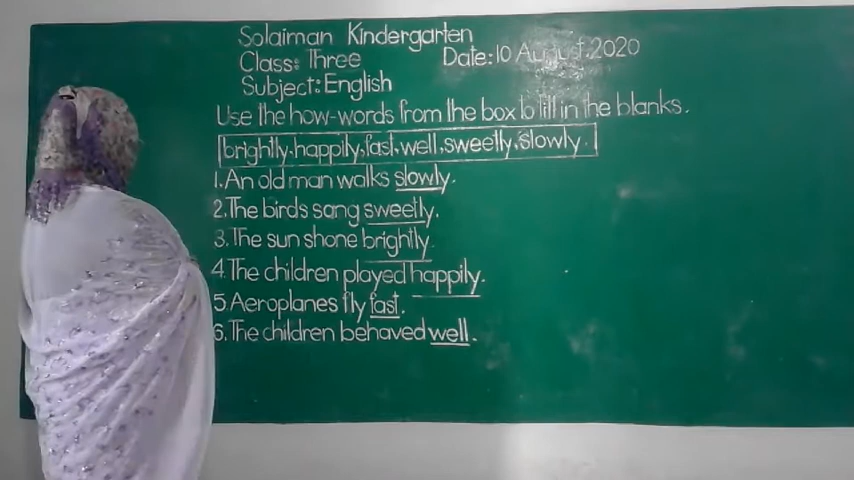 Solaiman Kindergarten
Class: Three Date: 10 August, 2020
Subject: English
Use the how-words from the box to fill in the blanks.
brightly, happily, fast, well, sweetly, slowly.
1. An old man walks slowly.
2. The birds sang sweetly.
3. The sun shone brightly.
4. The children played happily.
5. Aeroplanes fly fast.
6. The children behaved well.